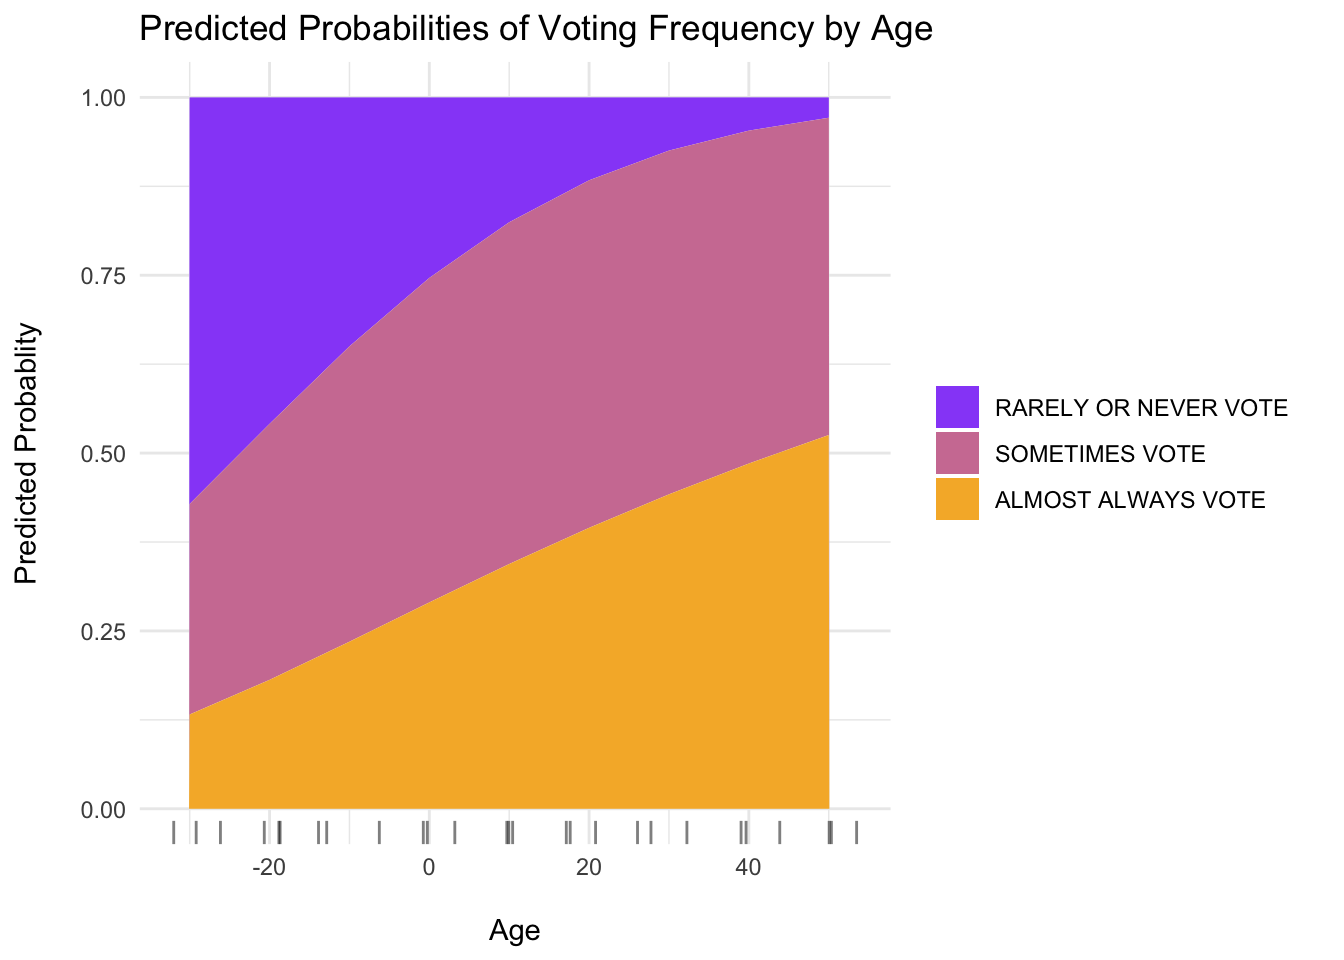 Predicted Probabilities of Voting Frequency by Age
1.00
0.75
0.50
0.25
0.00
Predicted Probablity
-20
0
20
40
Age
RARELY OR NEVER VOTE
SOMETIMES VOTE
ALMOST ALWAYS VOTE